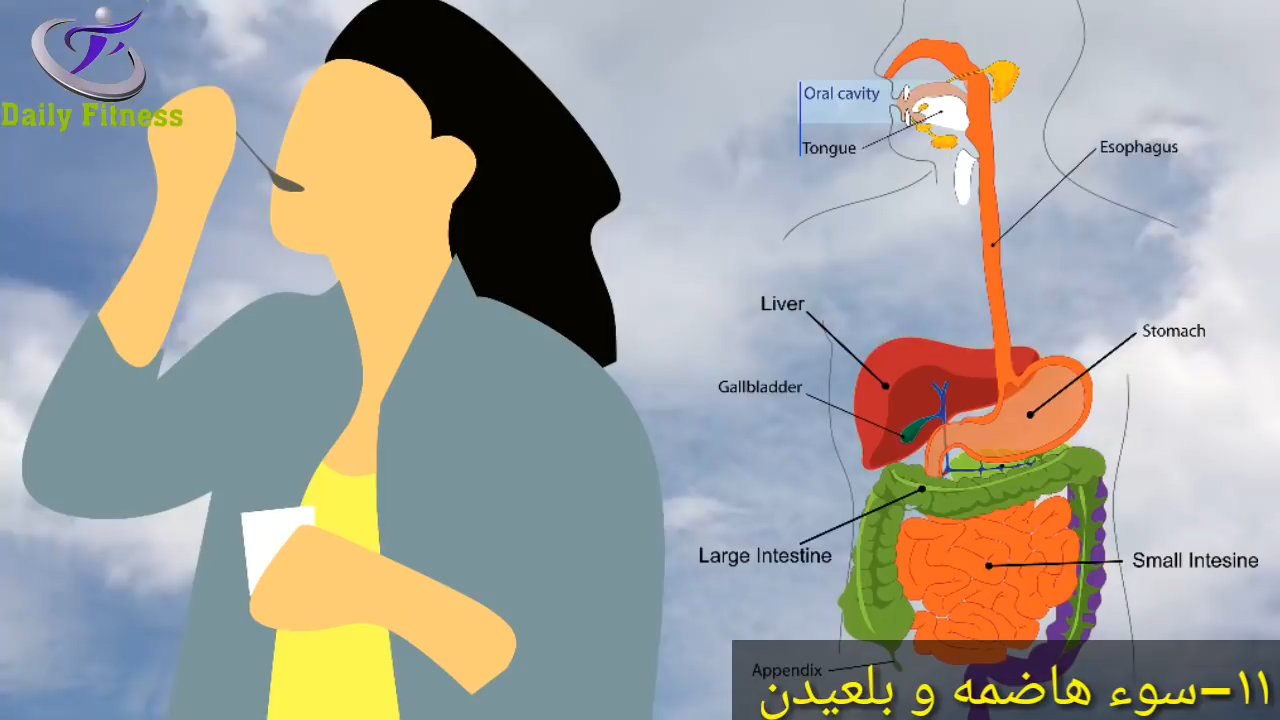 Daily Fitness
Oral cavity
Tongue
Esophagus
Liver
Stomach
Gallbladder
Large Intestine
Small Intesine
Appendix
۱۱-سوء هاضمه و بلعیدن